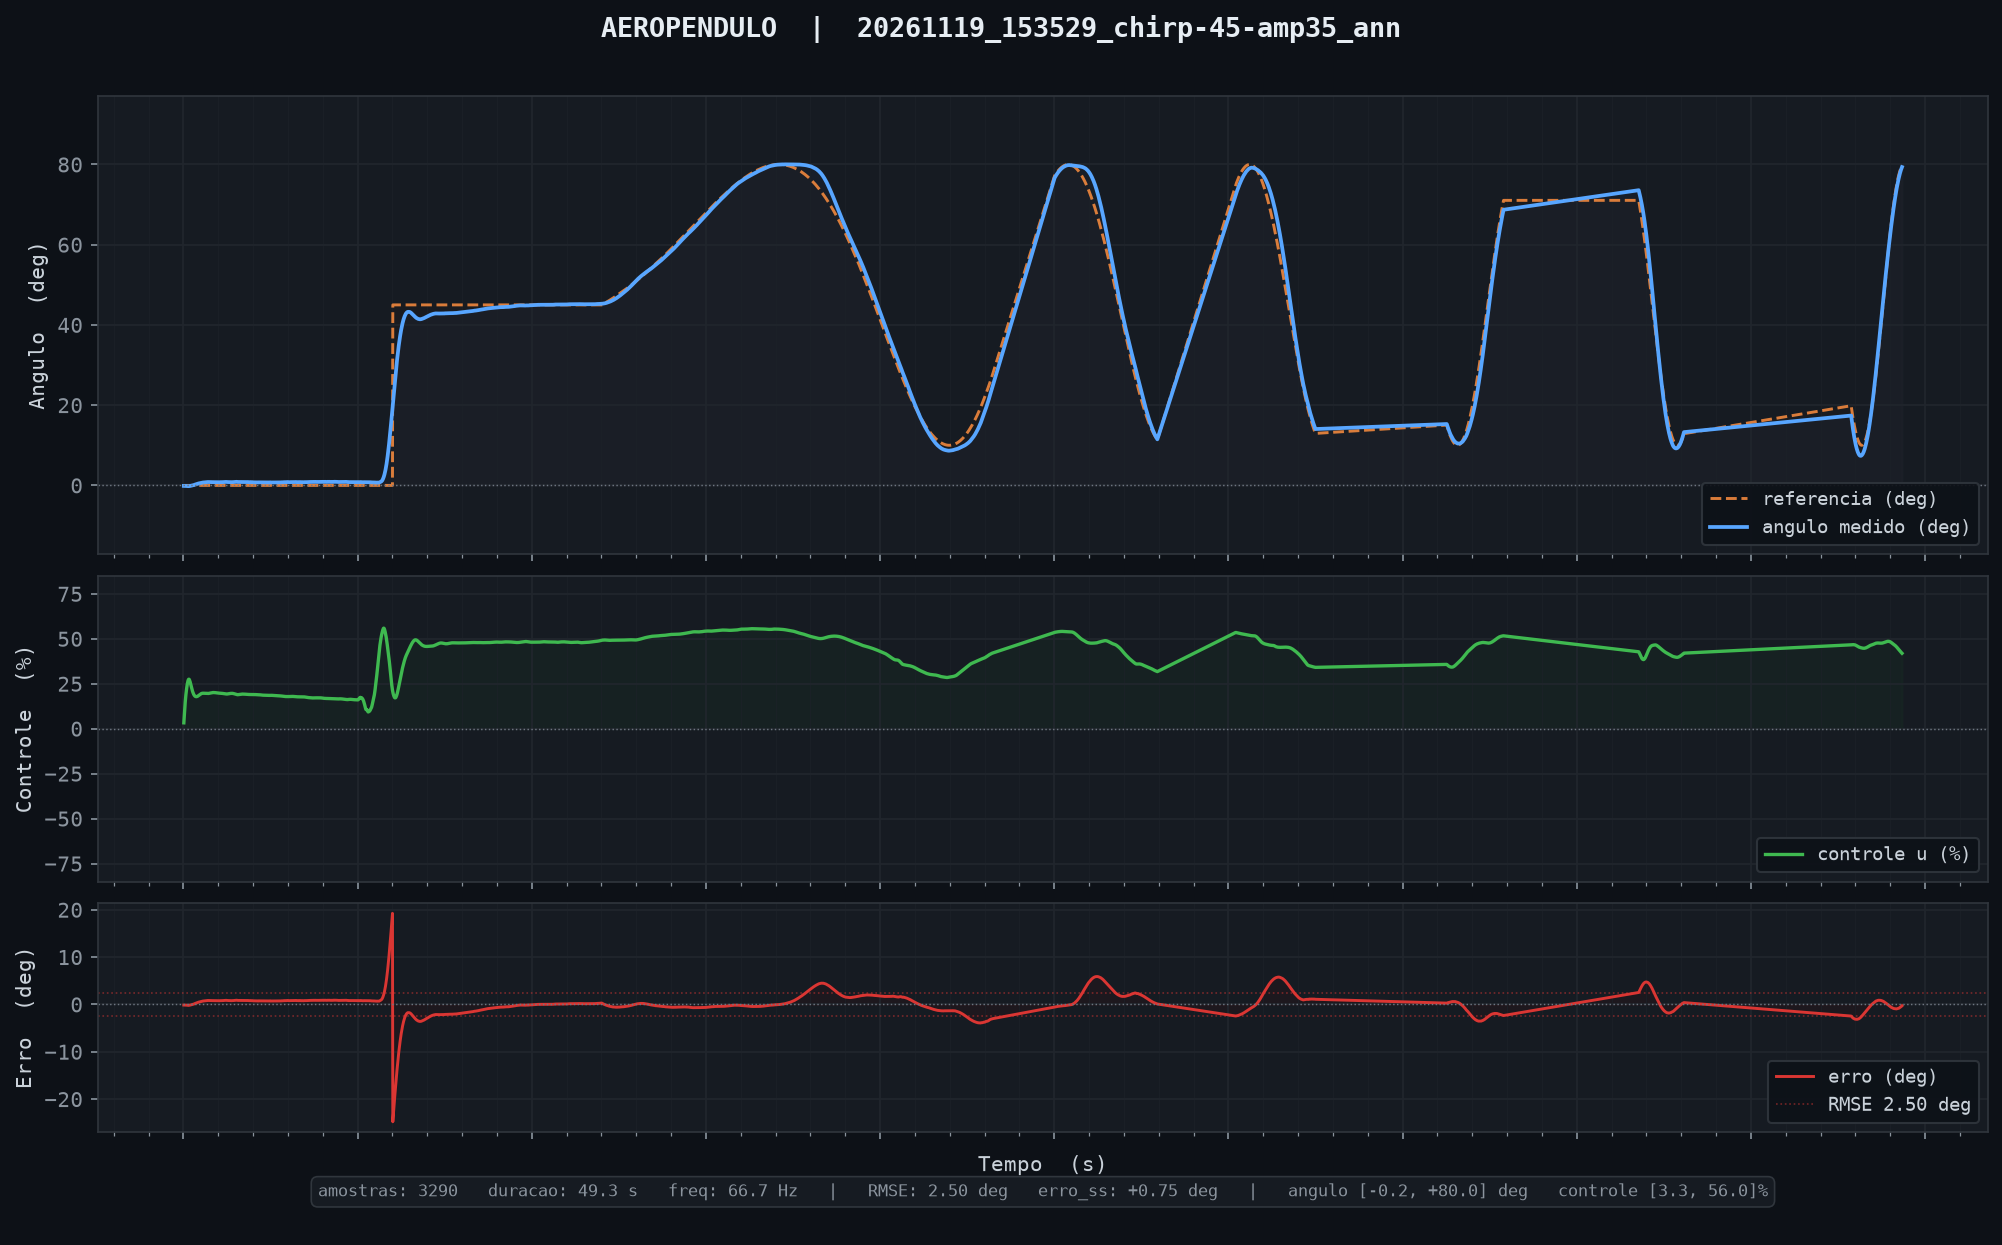 AEROPENDULO  |  20261119_153529_chirp-45-amp35_ann
Angulo (deg)
80
60
40
20
0
referencia (deg)
angulo medido (deg)
Controle (%)
75
50
25
0
−25
−50
−75
controle u (%)
Erro (deg)
20
10
0
−10
−20
erro (deg)
RMSE 2.50 deg
Tempo (s)
amostras: 3290   duracao: 49.3 s   freq: 66.7 Hz   |   RMSE: 2.50 deg   erro_ss: +0.75 deg   |   angulo [-0.2, +80.0] deg   controle [3.3, 56.0]%